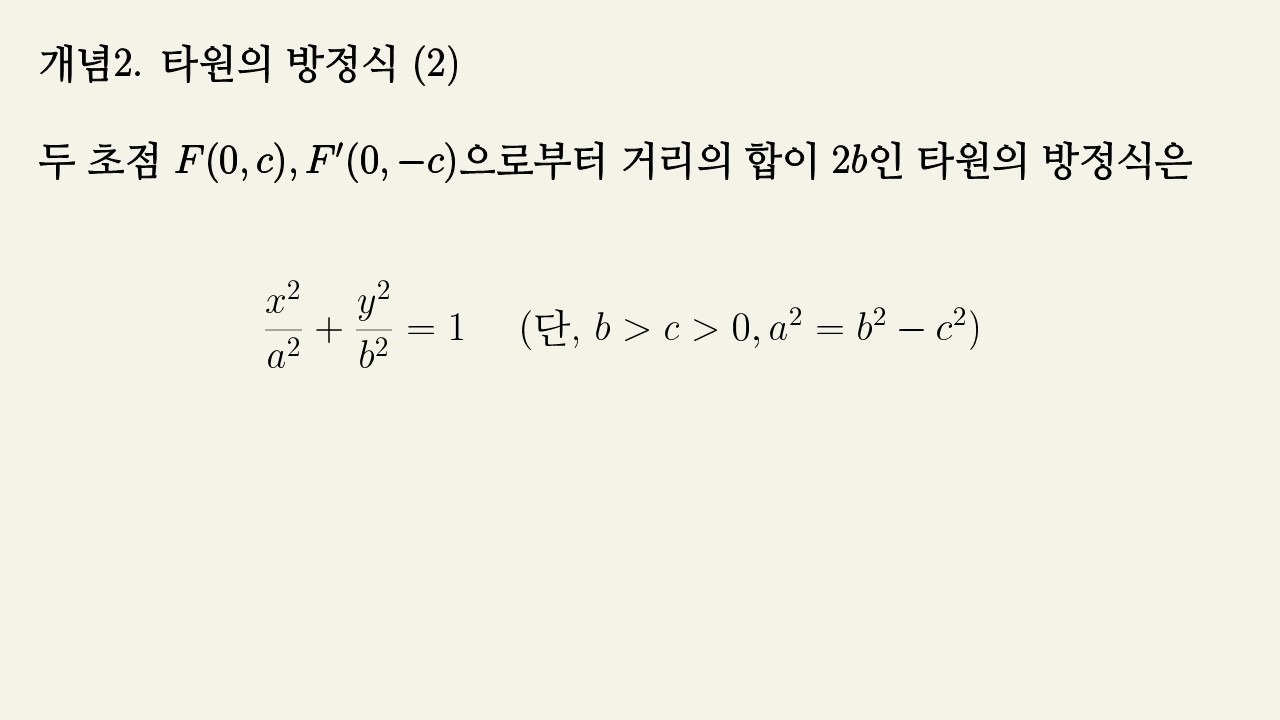 개념2. 타원의 방정식 (2)
두 초점 $F(0, c), F'(0, -c)$으로부터 거리의 합이 $2b$인 타원의 방정식은
$\frac{x^2}{a^2} + \frac{y^2}{b^2} = 1$ (단, $b > c > 0, a^2 = b^2 - c^2$)